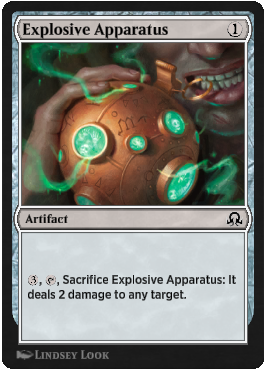 Explosive Apparatus 1
Artifact
3, T, Sacrifice Explosive Apparatus: It
deals 2 damage to any target.
LINDSEY LOOK